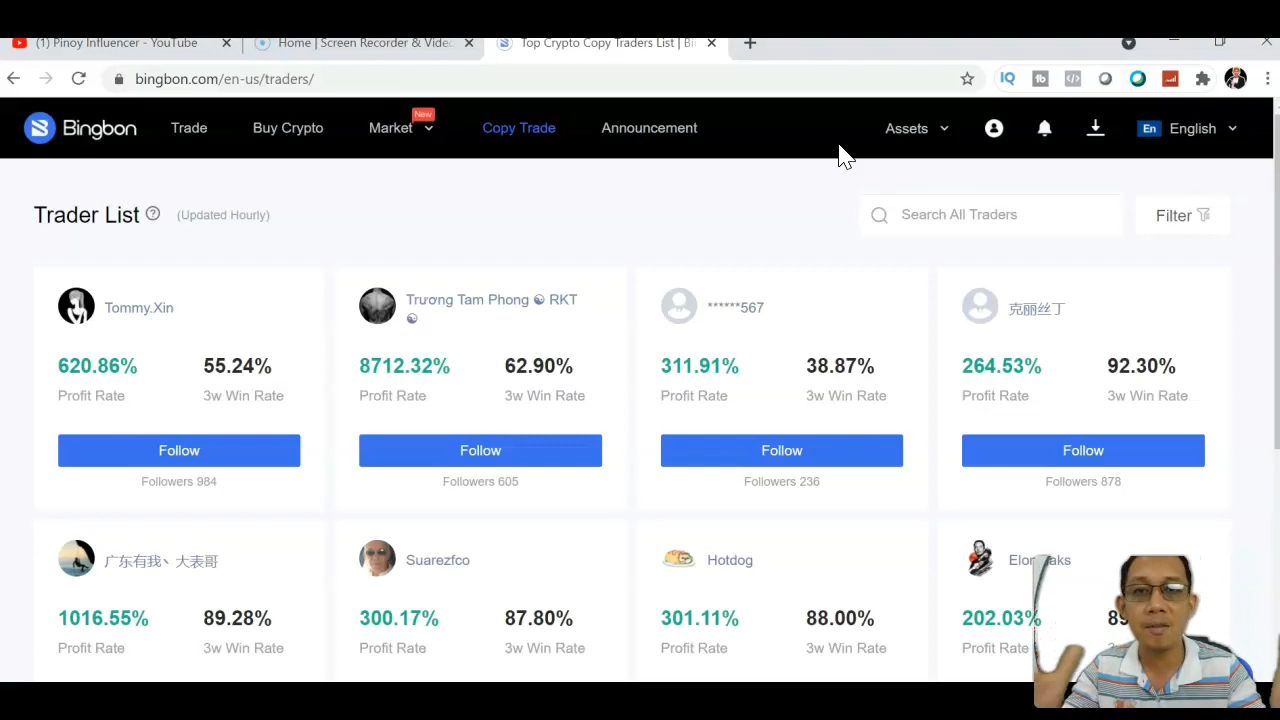 (1) Pinoy Influencer - YouTube
Home | Screen Recorder & Video
Top Crypto Copy Traders List | Bi
bingbon.com/en-us/traders/
IQ
tb
Bingbon
Trade
Buy Crypto
Market
New
Copy Trade
Announcement
Assets
En English
Trader List
(Updated Hourly)
Search All Traders
Filter
Tommy.Xin
620.86%
55.24%
Profit Rate
3w Win Rate
Follow
Followers 984
Trương Tam Phong ☯ RKT
☯
8712.32%
62.90%
Profit Rate
3w Win Rate
Follow
Followers 605
******567
311.91%
38.87%
Profit Rate
3w Win Rate
Follow
Followers 236
克丽丝丁
264.53%
92.30%
Profit Rate
3w Win Rate
Follow
Followers 878
广东有我丶大表哥
1016.55%
89.28%
Profit Rate
3w Win Rate
Suarezfco
300.17%
87.80%
Profit Rate
3w Win Rate
Hotdog
301.11%
88.00%
Profit Rate
3w Win Rate
202.03%
Profit Rate